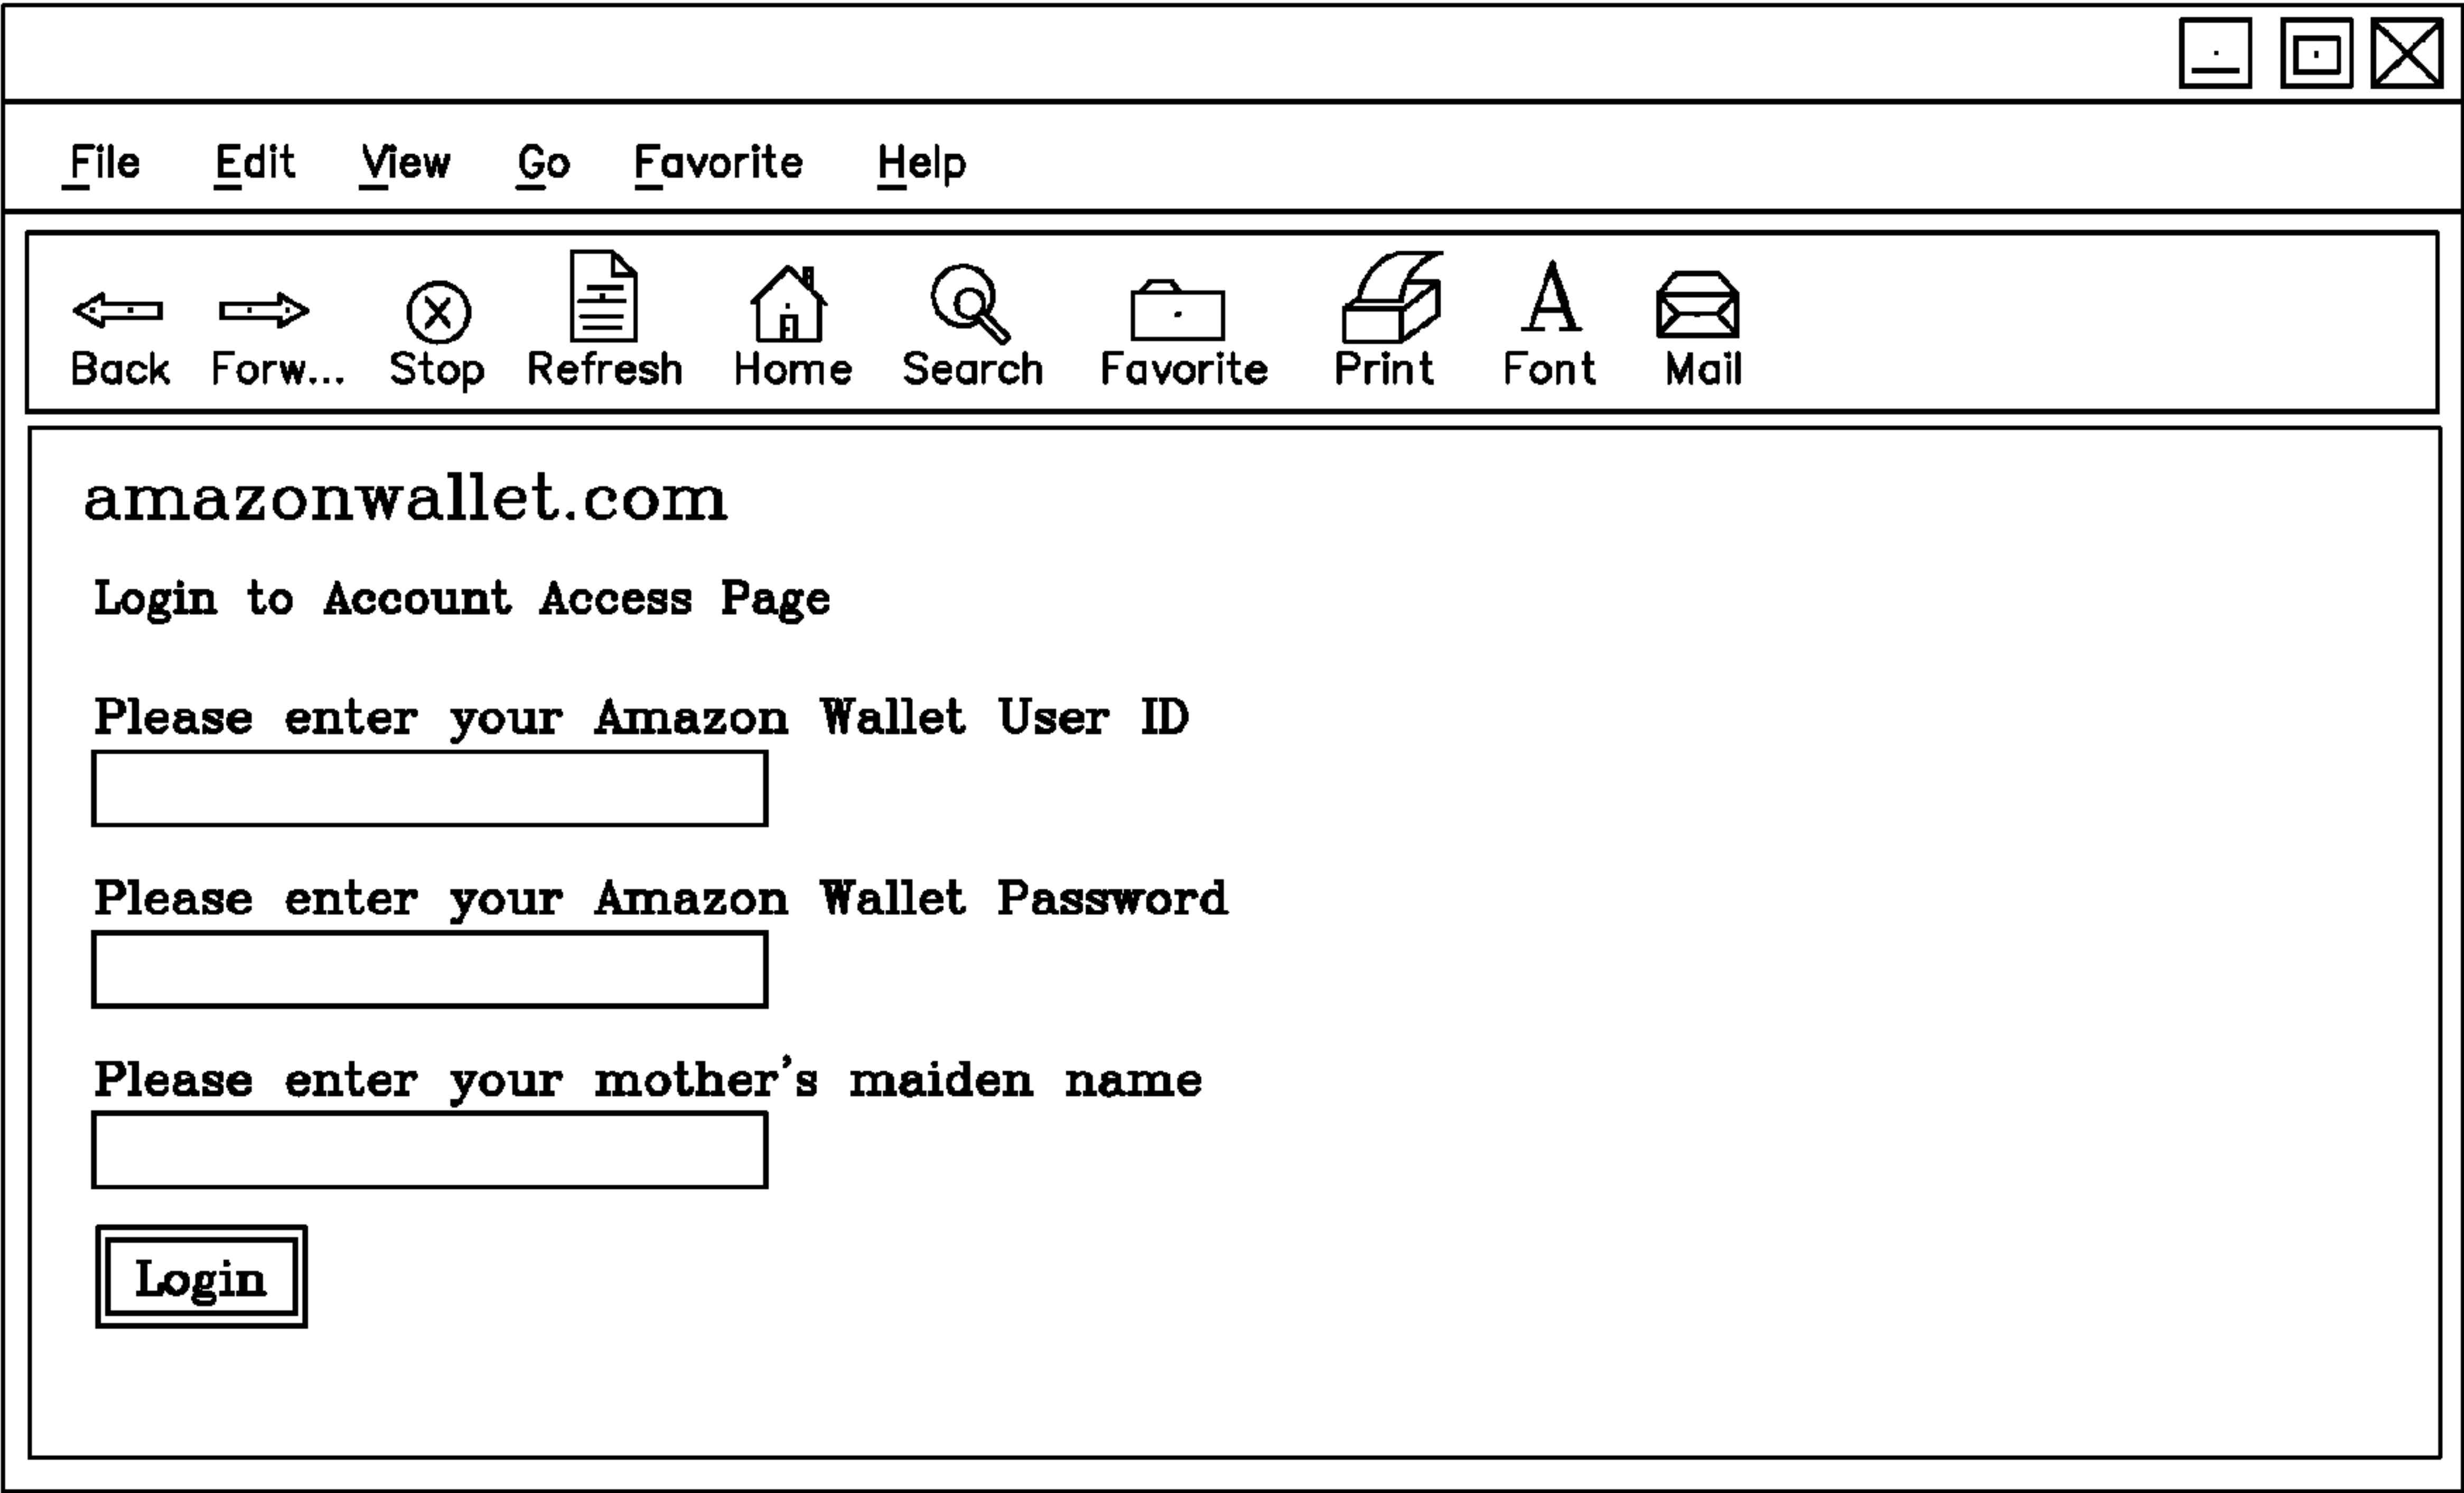 File Edit View Go Favorite Help
Back Forw... Stop Refresh Home Search Favorite Print Font Mail
amazonwallet.com
Login to Account Access Page
Please enter your Amazon Wallet User ID
Please enter your Amazon Wallet Password
Please enter your mother's maiden name
Login